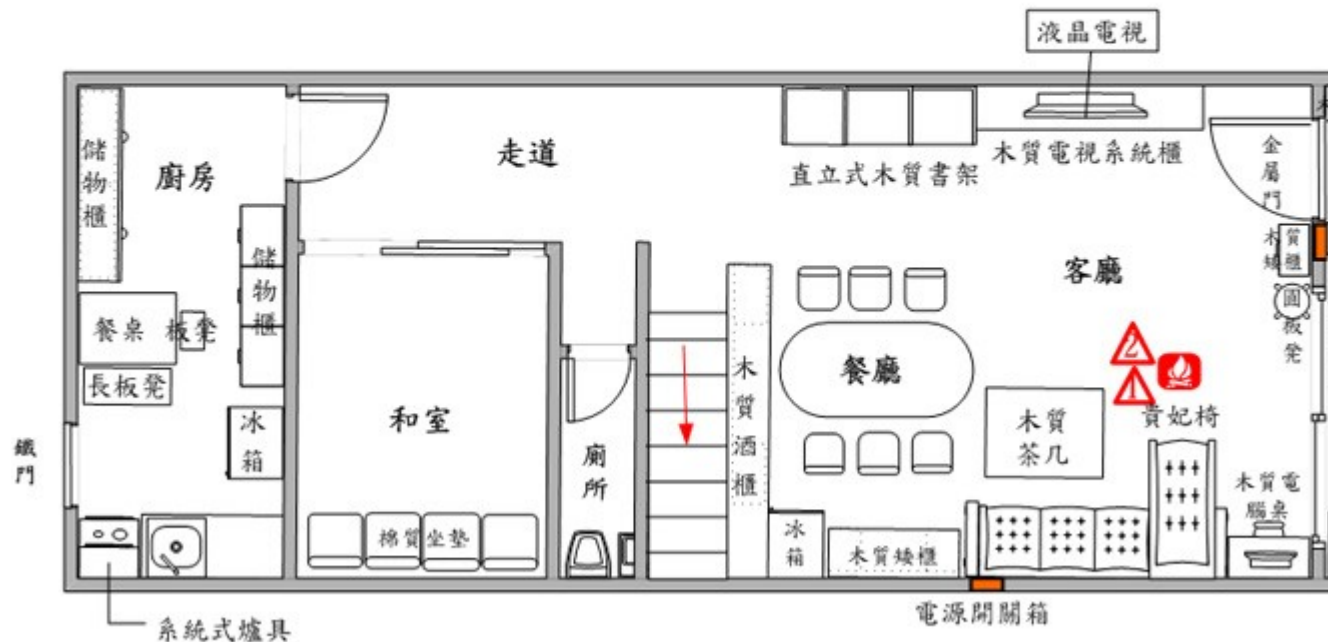 液晶電視
儲物櫃
廚房
走道
直立式木質書架
木質電視系統櫃
金屬門
儲物櫃
客廳
木質矮櫃
圓板凳
餐桌
板凳
長板凳
餐廳
2
1
貴妃椅
木質酒櫃
木質
茶几
和室
冰箱
鐵門
廁所
木質電
腦桌
棉質坐墊
冰箱
木質矮櫃
電源開關箱
系統式爐具